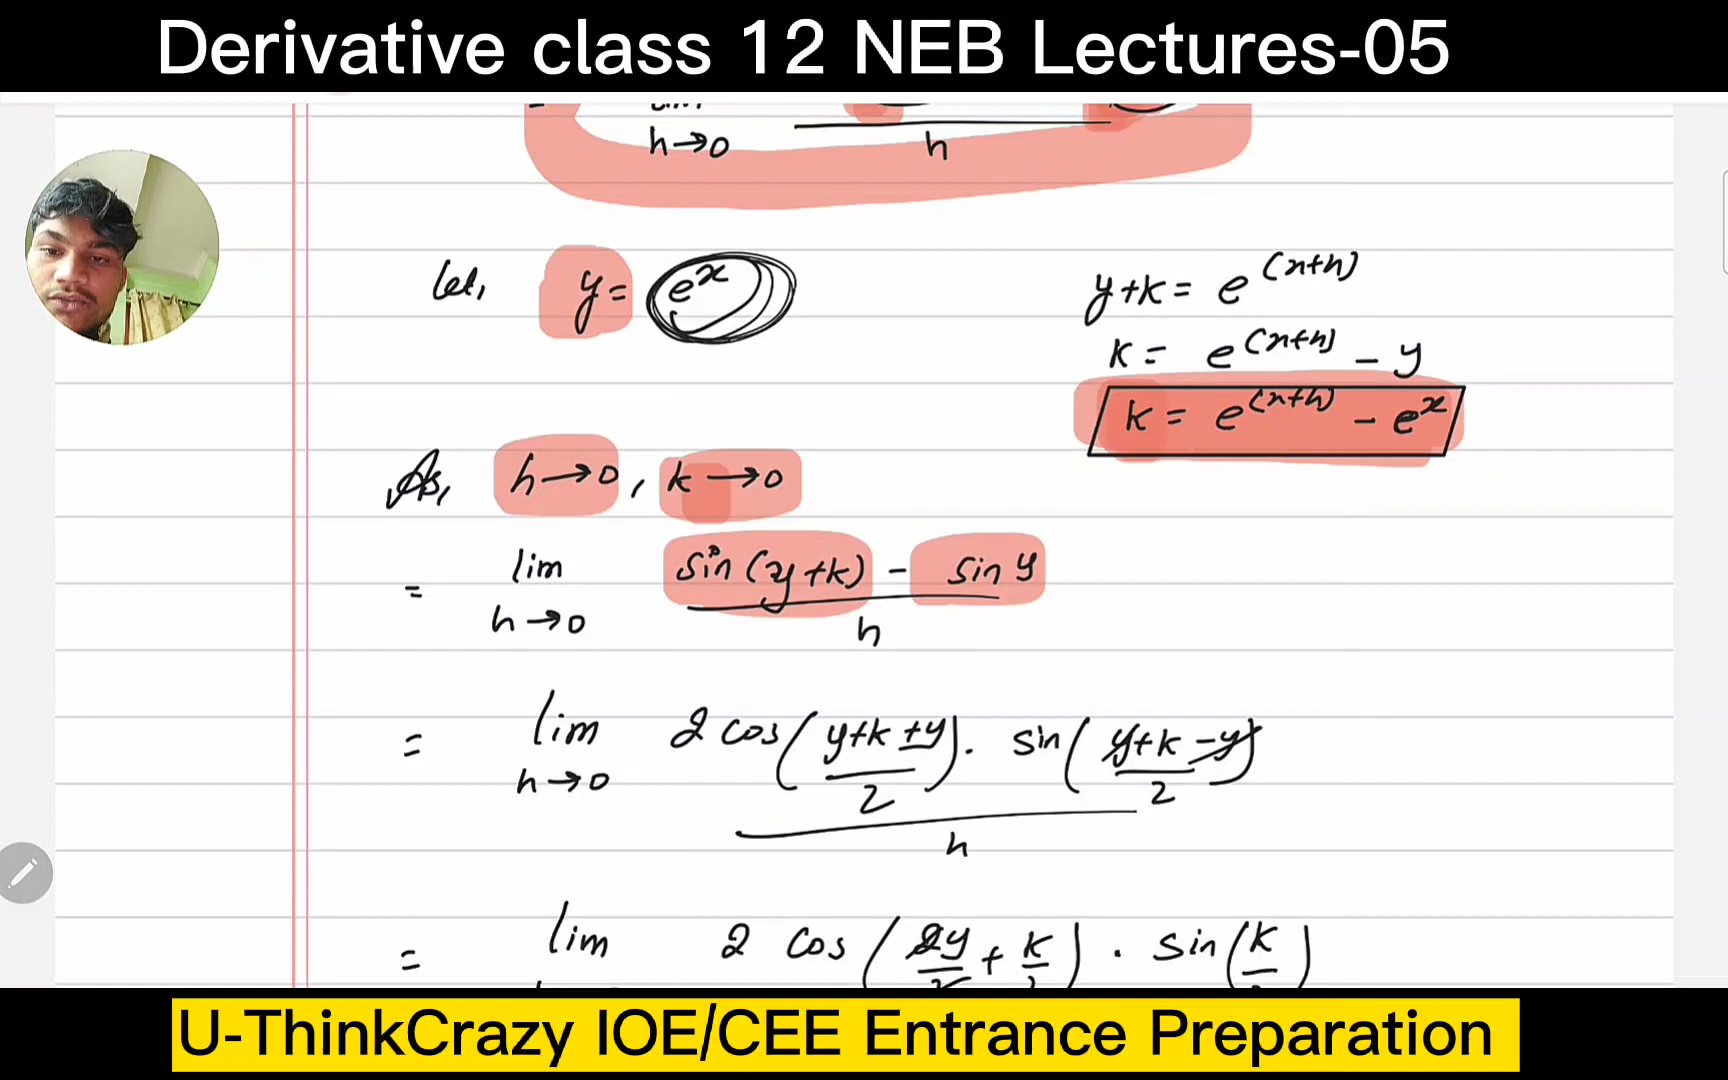 Derivative class 12 NEB Lectures-05
h→0 h
Let, y = e^x
y+k = e^(x+h)
k = e^(x+h) - y
k = e^(x+h) - e^x
As, h→0, k→0
= lim h→0 (sin(y+k) - sin y)/h
= lim h→0 (2 cos((y+k+y)/2) . sin((y+k-y)/2))/h
= lim 2 cos(2y/2 + k/2) . sin(k/
U-ThinkCrazy IOE/CEE Entrance Preparation